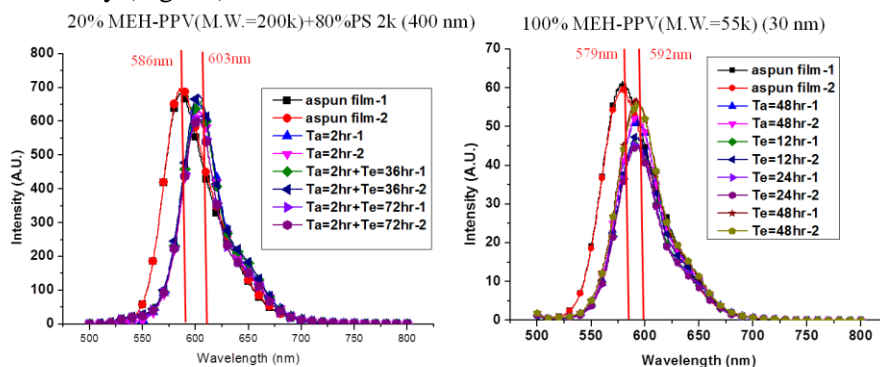 20% MEH-PPV(M.W.=200k)+80%PS 2k (400 nm)
586nm
603nm
aspun film-1
aspun film-2
Ta=2hr-1
Ta=2hr-2
Ta=2hr+Te=36hr-1
Ta=2hr+Te=36hr-2
Ta=2hr+Te=72hr-1
Ta=2hr+Te=72hr-2
Intensity (A.U.)
800
700
600
500
400
300
200
100
0
500 550 600 650 700 750 800
Wavelength (nm)
100% MEH-PPV (M.W.=55k) (30 nm)
579nm
592nm
aspun film-1
aspun film-2
Ta=48hr-1
Ta=48hr-2
Te=12hr-1
Te=12hr-2
Te=24hr-1
Te=24hr-2
Te=48hr-1
Te=48hr-2
Intensity (A.U.)
70
60
50
40
30
20
10
0
500 550 600 650 700 750 800
Wavelength (nm)